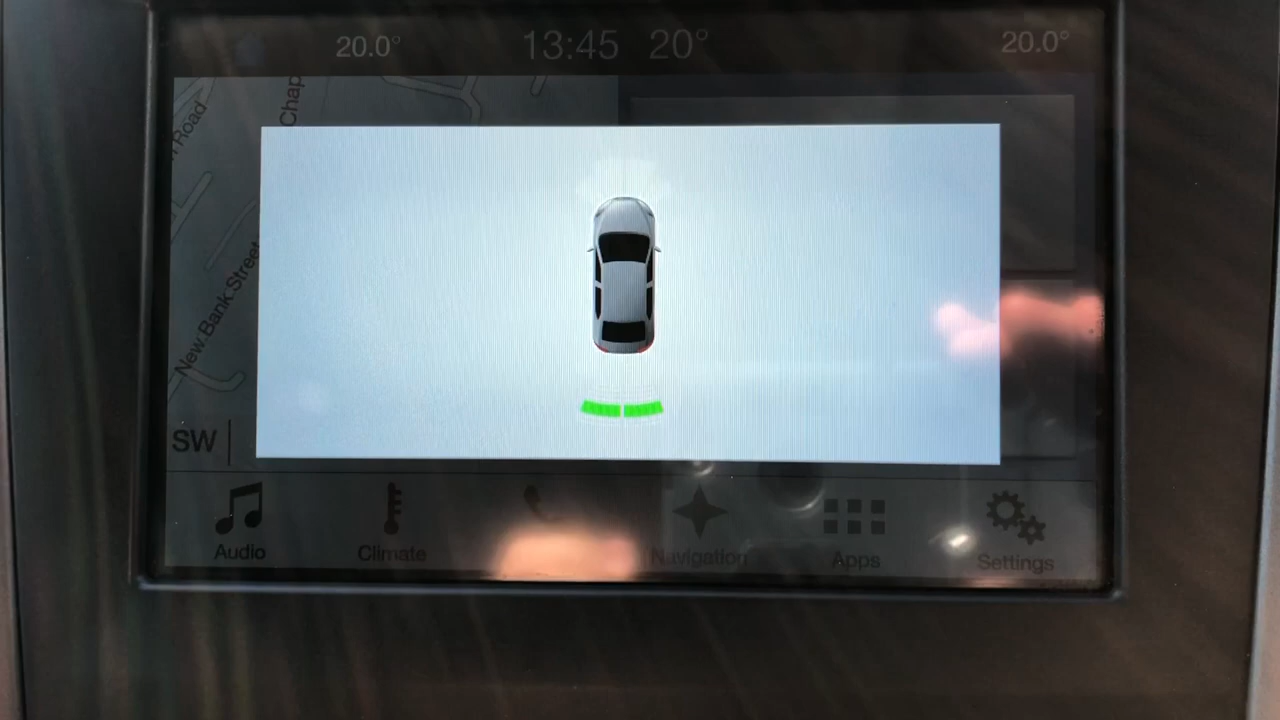 20.0°
13:45 20°
20.0°
Road
Chap
New Bank Street
SW
Audio
Climate
Navigation
Apps
Settings